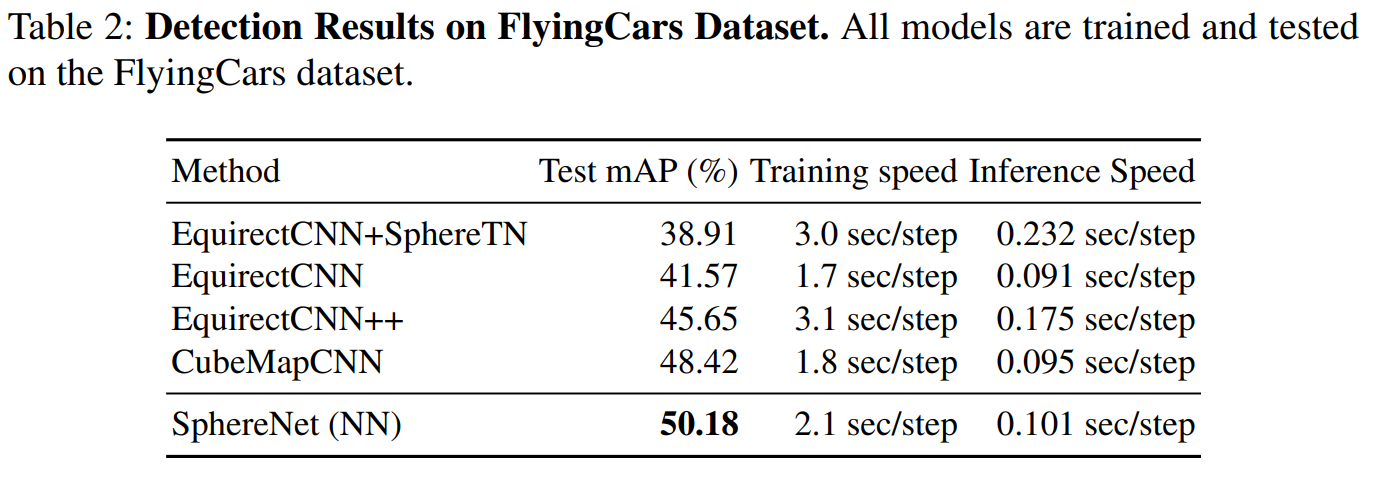 Table 2: Detection Results on FlyingCars Dataset. All models are trained and tested
on the FlyingCars dataset.
Method Test mAP (%) Training speed Inference Speed
EquirectCNN+SphereTN 38.91 3.0 sec/step 0.232 sec/step
EquirectCNN 41.57 1.7 sec/step 0.091 sec/step
EquirectCNN++ 45.65 3.1 sec/step 0.175 sec/step
CubeMapCNN 48.42 1.8 sec/step 0.095 sec/step
SphereNet (NN) 50.18 2.1 sec/step 0.101 sec/step